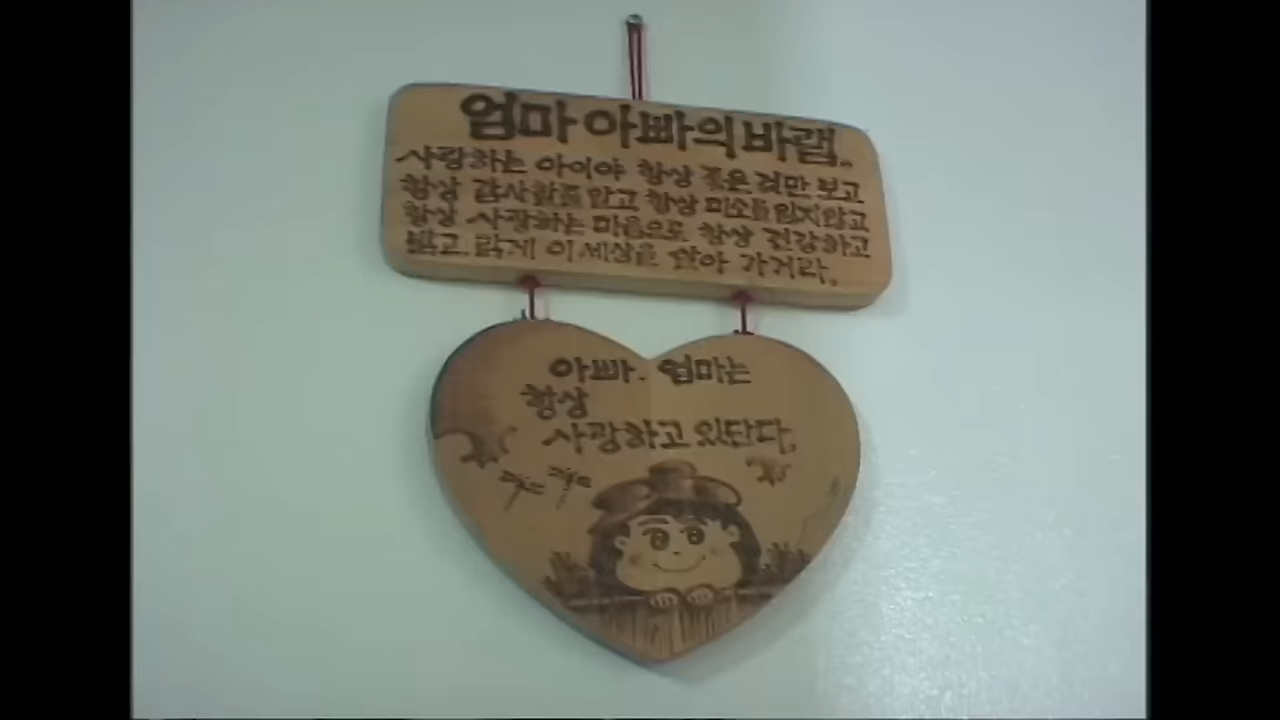 엄마 아빠의 바램.
사랑하는 아이야 항상 좋은 것만 보고
항상 감사함을 알고 항상 미소를 잃지않고
항상 사랑하는 마음으로 항상 건강하고
밝고. 맑게 이 세상을 살아 가거라.
아빠. 엄마는
항상
사랑하고 있단다.